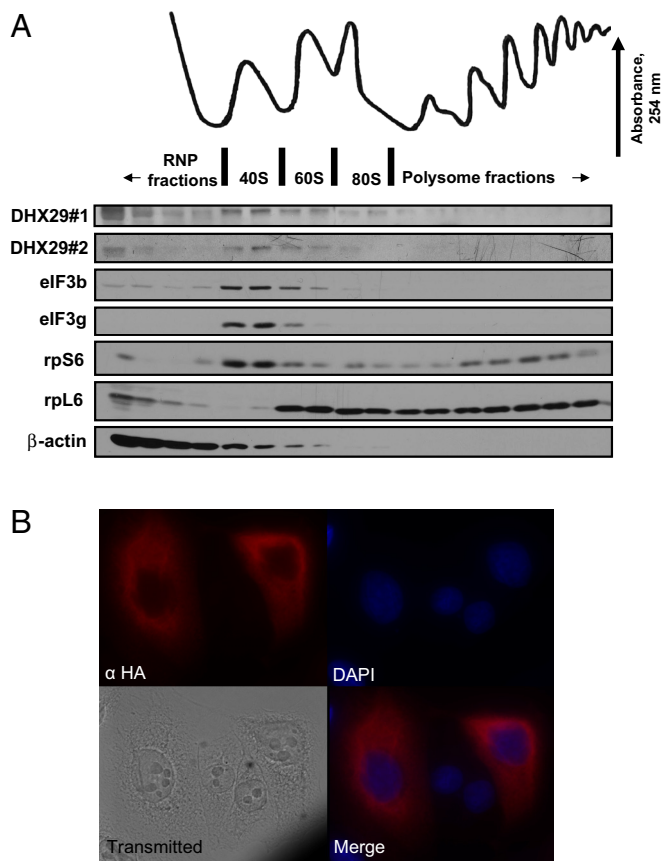 A
Absorbance,
254 nm
RNP
← fractions
40S
60S
80S
Polysome fractions →
DHX29#1
DHX29#2
eIF3b
eIF3g
rpS6
rpL6
β-actin
B
α HA
DAPI
Transmitted
Merge